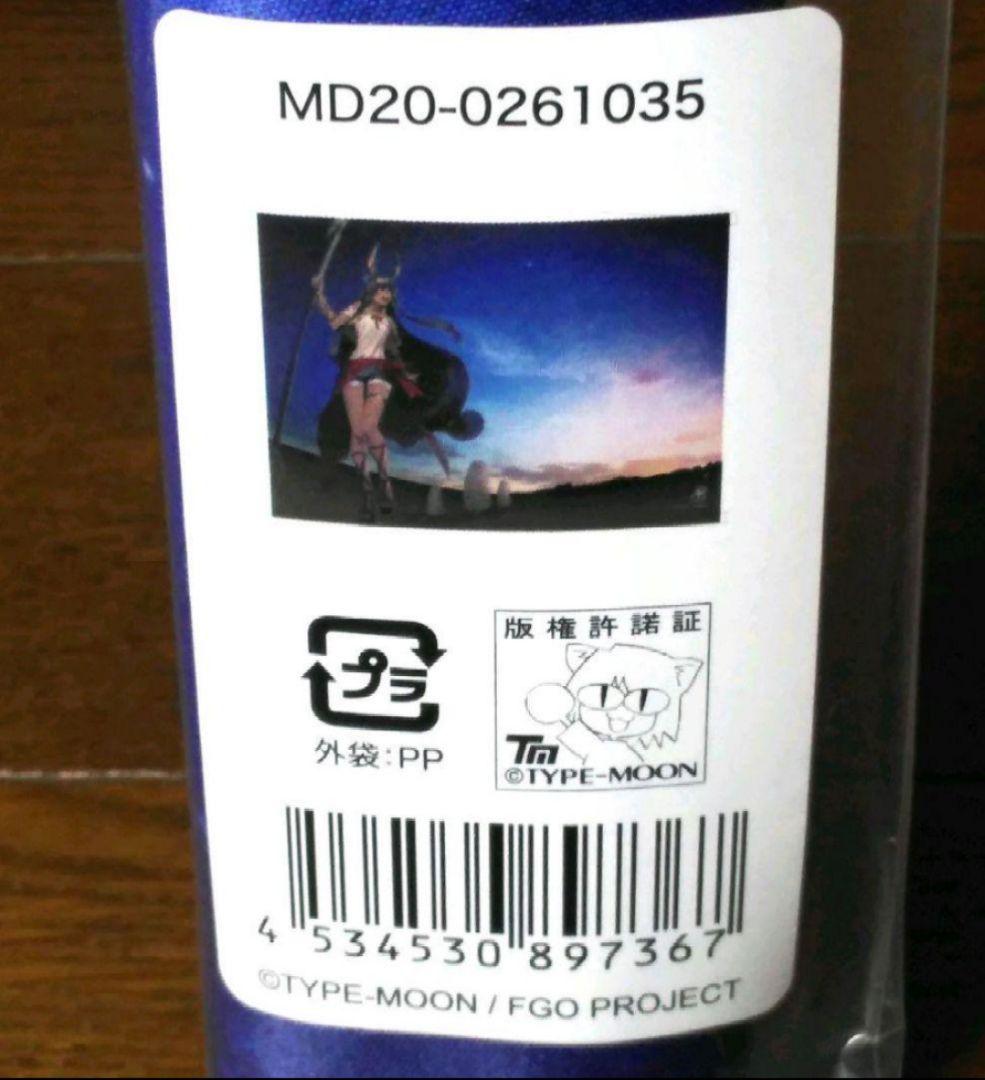 MD20-0261035
版権許諾証
TM
©TYPE-MOON
プラ
外袋:PP
4 534530 897367
©TYPE-MOON / FGO PROJECT